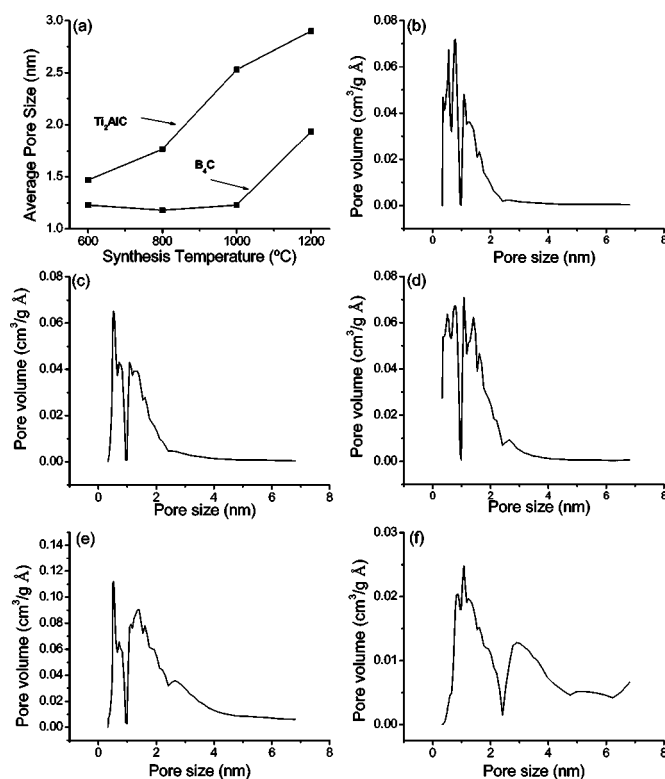 (a)
3.0
2.5
2.0
1.5
1.0
Average Pore Size (nm)
Ti2AlC
B4C
600 800 1000 1200
Synthesis Temperature (ºC)
(b)
0.08
0.06
0.04
0.02
0.00
Pore volume (cm3/g Å)
0 2 4 6 8
Pore size (nm)
(c)
0.08
0.06
0.04
0.02
0.00
Pore volume (cm3/g Å)
0 2 4 6 8
Pore size (nm)
(d)
0.08
0.06
0.04
0.02
0.00
Pore volume (cm3/g Å)
0 2 4 6 8
Pore size (nm)
(e)
0.14
0.12
0.10
0.08
0.06
0.04
0.02
0.00
Pore volume (cm3/g Å)
0 2 4 6 8
Pore size (nm)
(f)
0.03
0.02
0.01
0.00
Pore volume (cm3/g Å)
0 2 4 6 8
Pore size (nm)